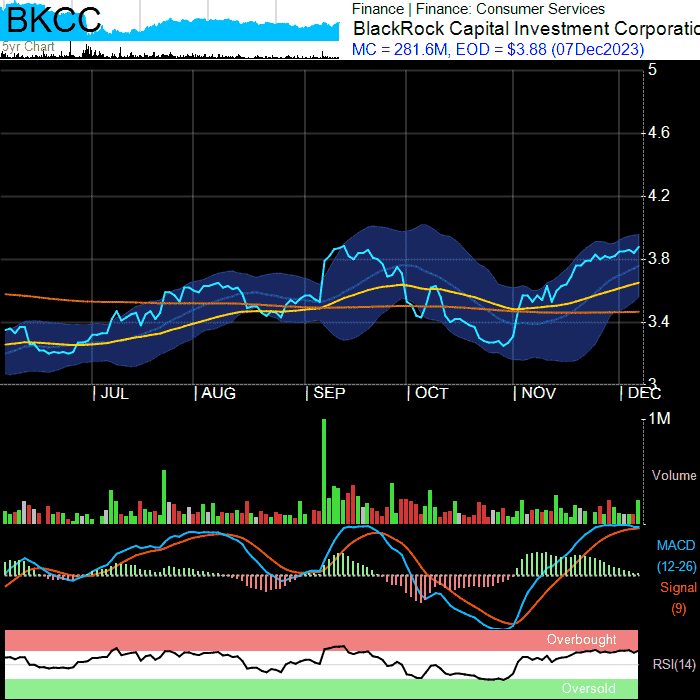 BKCC
5yr Chart
Finance | Finance: Consumer Services
BlackRock Capital Investment Corporatio
MC = 281.6M, EOD = $3.88 (07Dec2023)
5
4.6
4.2
3.8
3.4
3
JUL AUG SEP OCT NOV DEC
1M
Volume
MACD
(12-26)
Signal
(9)
Overbought
RSI(14)
Oversold